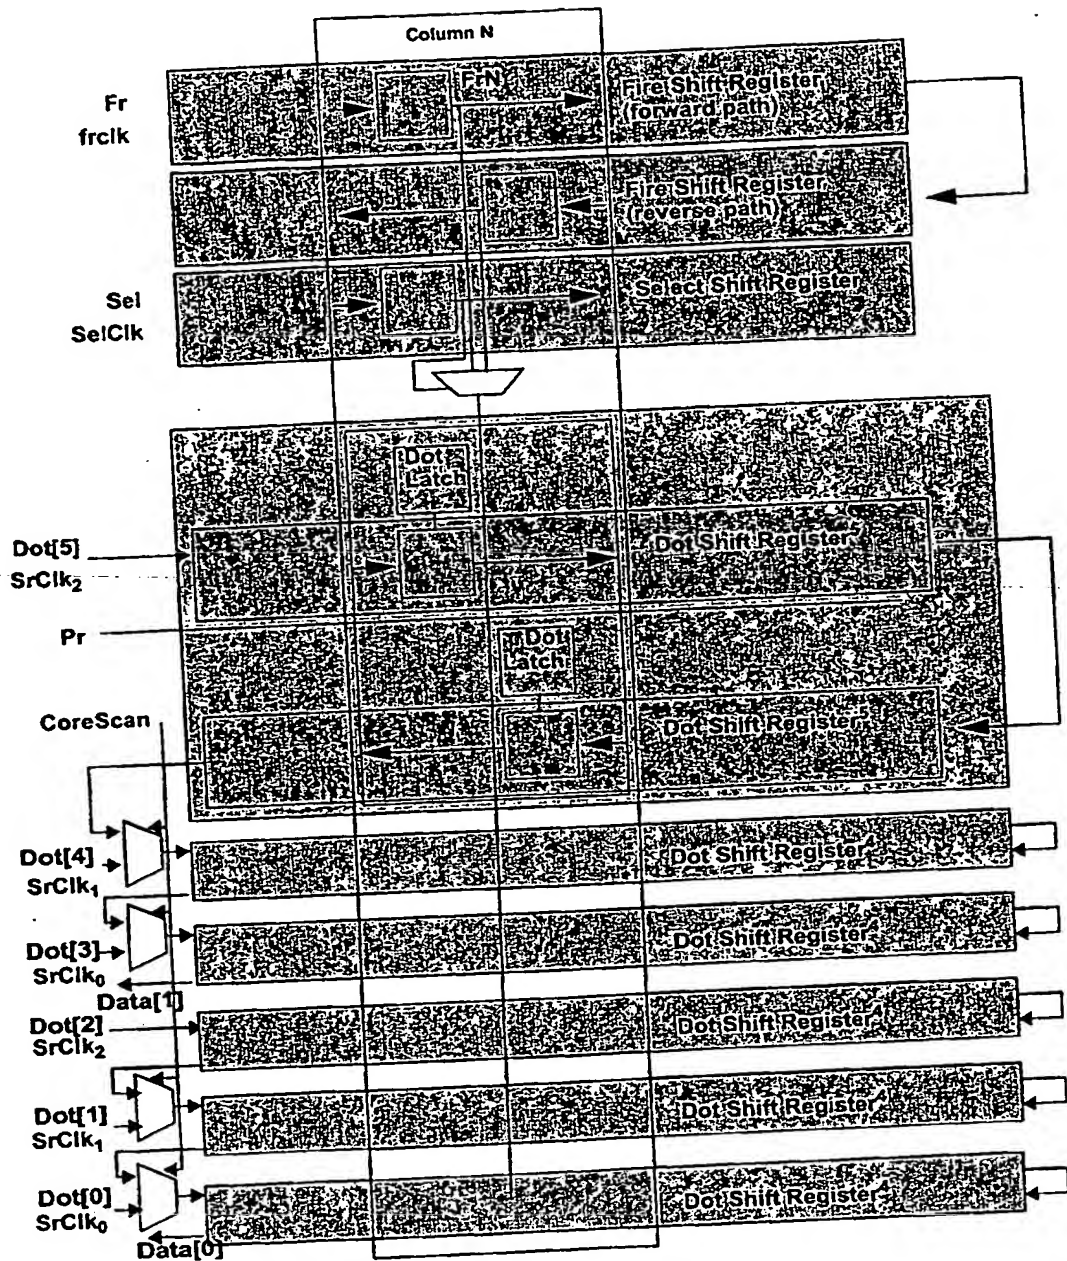 Column N
Fr
frclk
FrN
Fire Shift Register
(forward path)
Fire Shift Register
(reverse path)
Sel
SelClk
Select Shift Register
Dot
Latch
Dot[5]
SrClk2
Dot Shift Register
Pr
Dot
Latch
CoreScan
Dot Shift Register
Dot[4]
SrClk1
Dot Shift Register
Dot[3]
SrClk0
Dot Shift Register
Data[1]
Dot[2]
SrClk2
Dot Shift Register
Dot[1]
SrClk1
Dot Shift Register
Dot[0]
SrClk0
Dot Shift Register
Data[0]